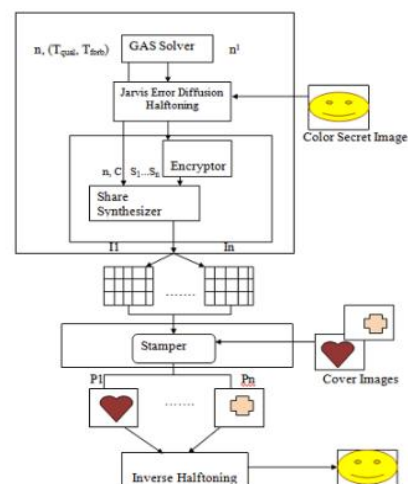 n, (Tqual, Tforb) GAS Solver n¹
Jarvis Error Diffusion
Halftoning
Color Secret Image
Encryptor
n, C S1...Sn
Share
Synthesizer
I1 In
........
Stamper
Cover Images
P1 Pn
........
Inverse Halftoning